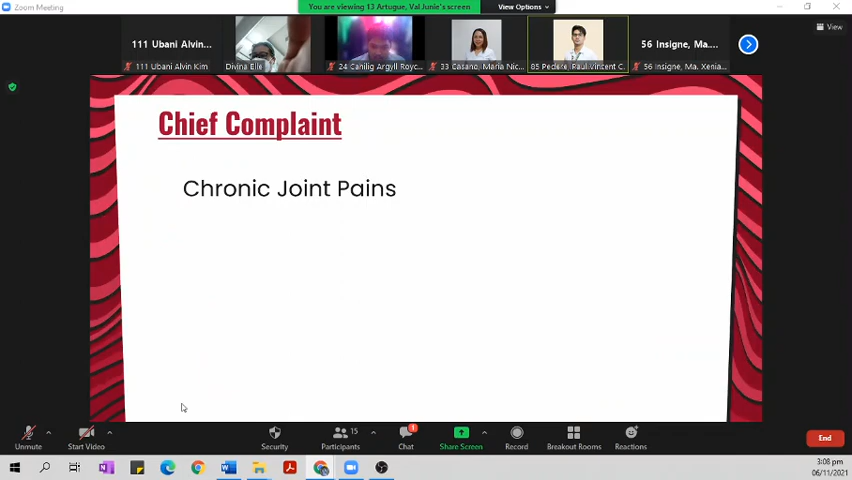 Zoom Meeting
You are viewing 13 Artugue, Val Junie's screen
View Options
View
111 Ubani Alvin...
56 Insigne, Ma....
111 Ubani Alvin Kim
Divina Elle
24 Canilig Argyll Royc...
33 Casano, Maria Nic...
85 Pedere, Paul Vincent C.
56 Insigne, Ma. Xenia...
Chief Complaint
Chronic Joint Pains
Unmute
Start Video
Security
15
Participants
1
Chat
Share Screen
Record
Breakout Rooms
Reactions
End
3:08 pm
06/11/2021